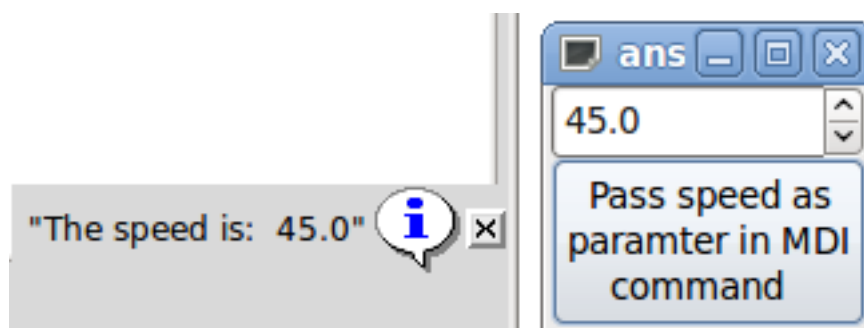 "The speed is:  45.0"
i
ans
45.0
Pass speed as
paramter in MDI
command